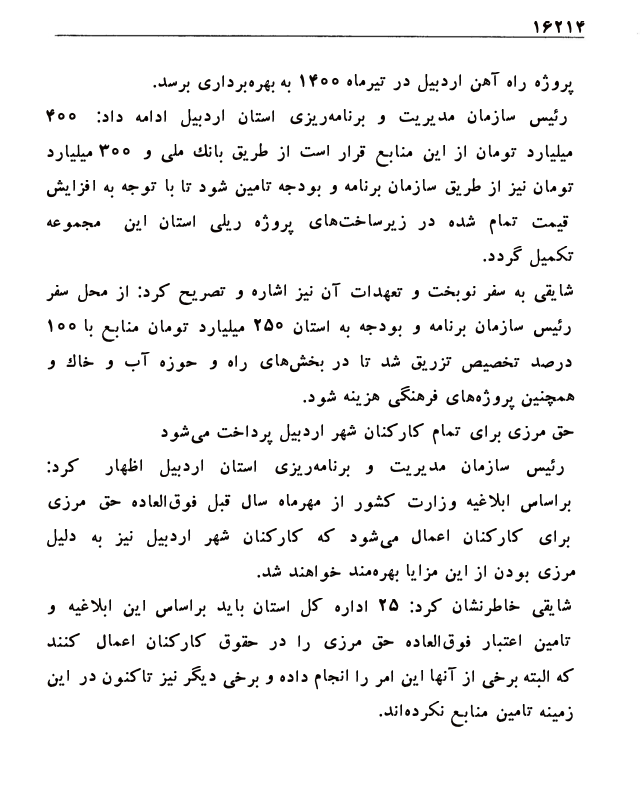 ۱۶۲۱۴
پروژه راه آهن اردبیل در تیرماه ۱۴۰۰ به بهره‌برداری برسد.
رئیس سازمان مدیریت و برنامه‌ریزی استان اردبیل ادامه داد: ۴۰۰
میلیارد تومان از این منابع قرار است از طریق بانك ملی و ۳۰۰ میلیارد
تومان نیز از طریق سازمان برنامه و بودجه تامین شود تا با توجه به افزایش
قیمت تمام شده در زیرساخت‌های پروژه ریلی استان این مجموعه
تکمیل گردد.
شایقی به سفر نوبخت و تعهدات آن نیز اشاره و تصریح کرد: از محل سفر
رئیس سازمان برنامه و بودجه به استان ۲۵۰ میلیارد تومان منابع با ۱۰۰
درصد تخصیص تزریق شد تا در بخش‌های راه و حوزه آب و خاك و
همچنین پروژه‌های فرهنگی هزینه شود.
حق مرزی برای تمام کارکنان شهر اردبیل پرداخت می‌شود
رئیس سازمان مدیریت و برنامه‌ریزی استان اردبیل اظهار کرد:
براساس ابلاغیه وزارت کشور از مهرماه سال قبل فوق‌العاده حق مرزی
برای کارکنان اعمال می‌شود که کارکنان شهر اردبیل نیز به دلیل
مرزی بودن از این مزایا بهره‌مند خواهند شد.
شایقی خاطرنشان کرد: ۲۵ اداره کل استان باید براساس این ابلاغیه و
تامین اعتبار فوق‌العاده حق مرزی را در حقوق کارکنان اعمال کنند
که البته برخی از آنها این امر را انجام داده و برخی دیگر نیز تاکنون در این
زمینه تامین منابع نکرده‌اند.